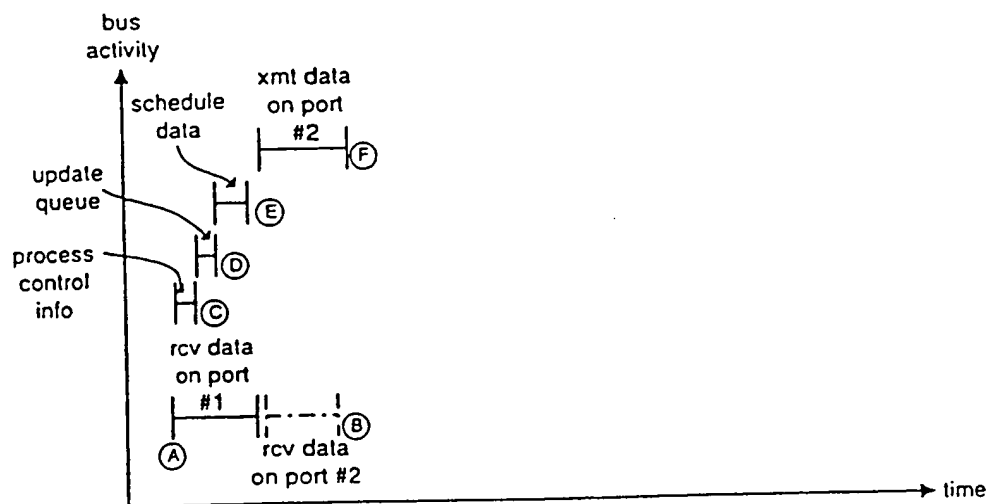 bus
activity
xmt data
on port
#2
F
schedule
data
E
update
queue
D
process
control
info
C
rcv data
on port
#1
A
B
rcv data
on port #2
time